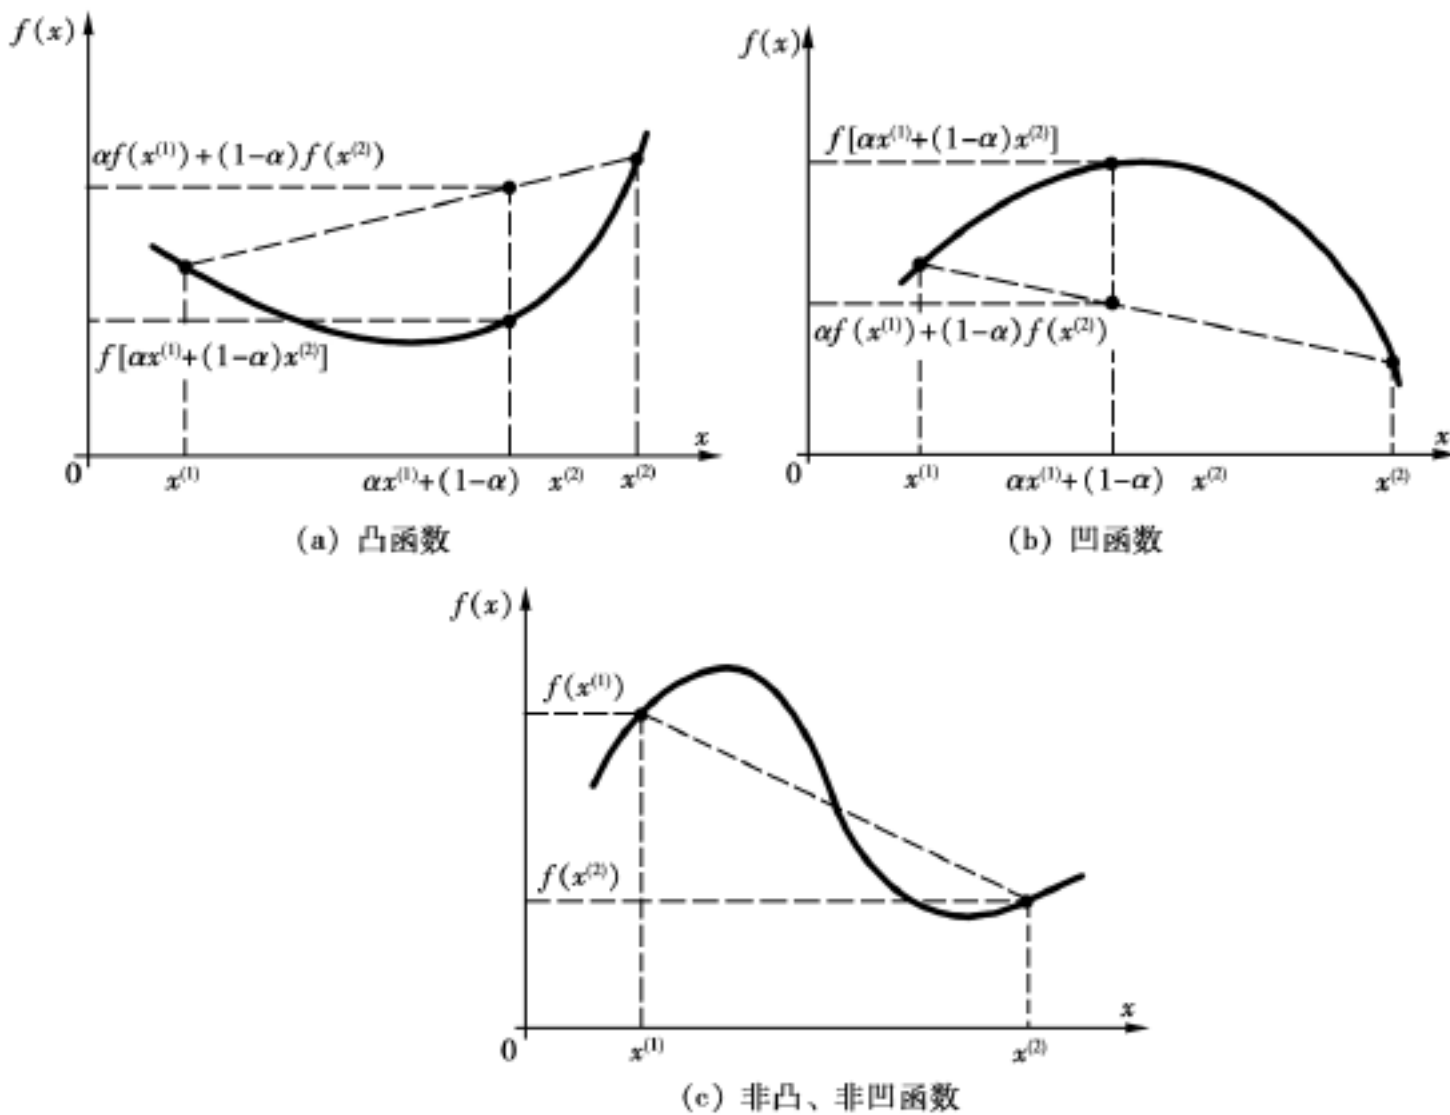 f(x)
αf(x⁽¹⁾)+(1-α)f(x⁽²⁾)
f[αx⁽¹⁾+(1-α)x⁽²⁾]
x
0
x⁽¹⁾
αx⁽¹⁾+(1-α) x⁽²⁾
x⁽²⁾
(a) 凸函数
f(x)
f[αx⁽¹⁾+(1-α)x⁽²⁾]
αf(x⁽¹⁾)+(1-α)f(x⁽²⁾)
x
0
x⁽¹⁾
αx⁽¹⁾+(1-α) x⁽²⁾
x⁽²⁾
(b) 凹函数
f(x)
f(x⁽¹⁾)
f(x⁽²⁾)
x
0
x⁽¹⁾
x⁽²⁾
(c) 非凸、非凹函数